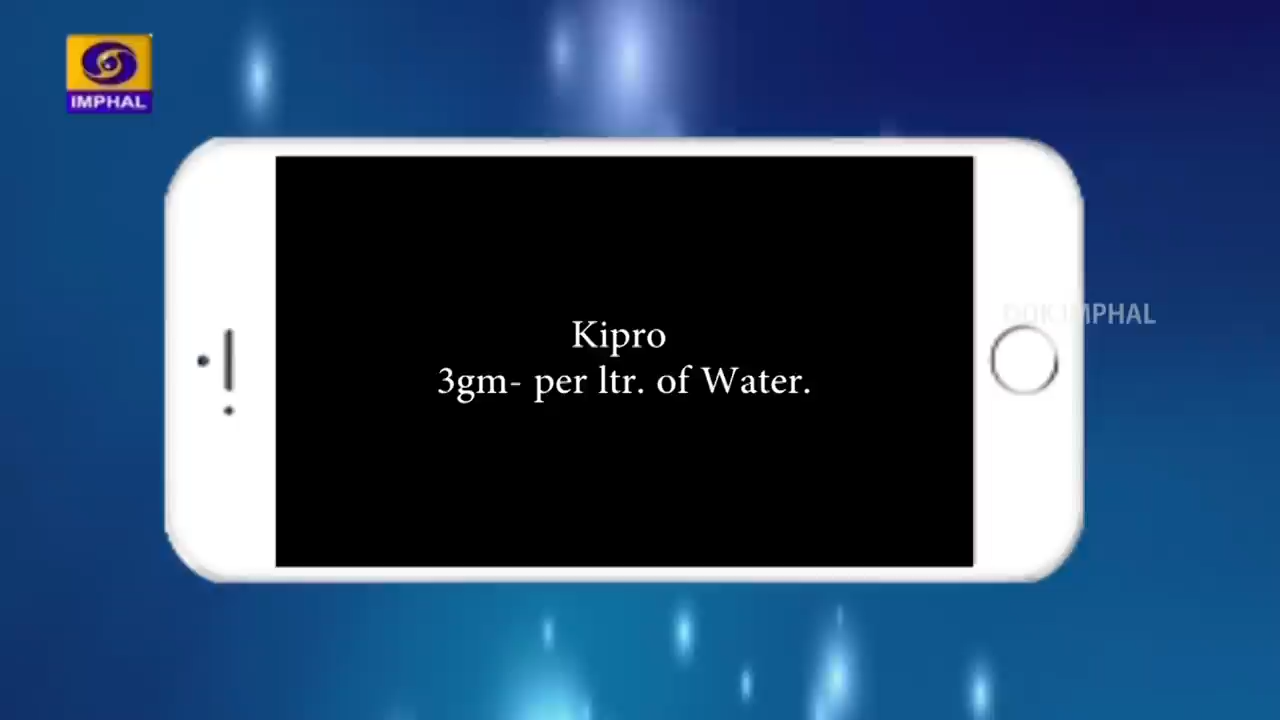 IMPHAL
DDK IMPHAL
Kipro
3gm- per ltr. of Water.